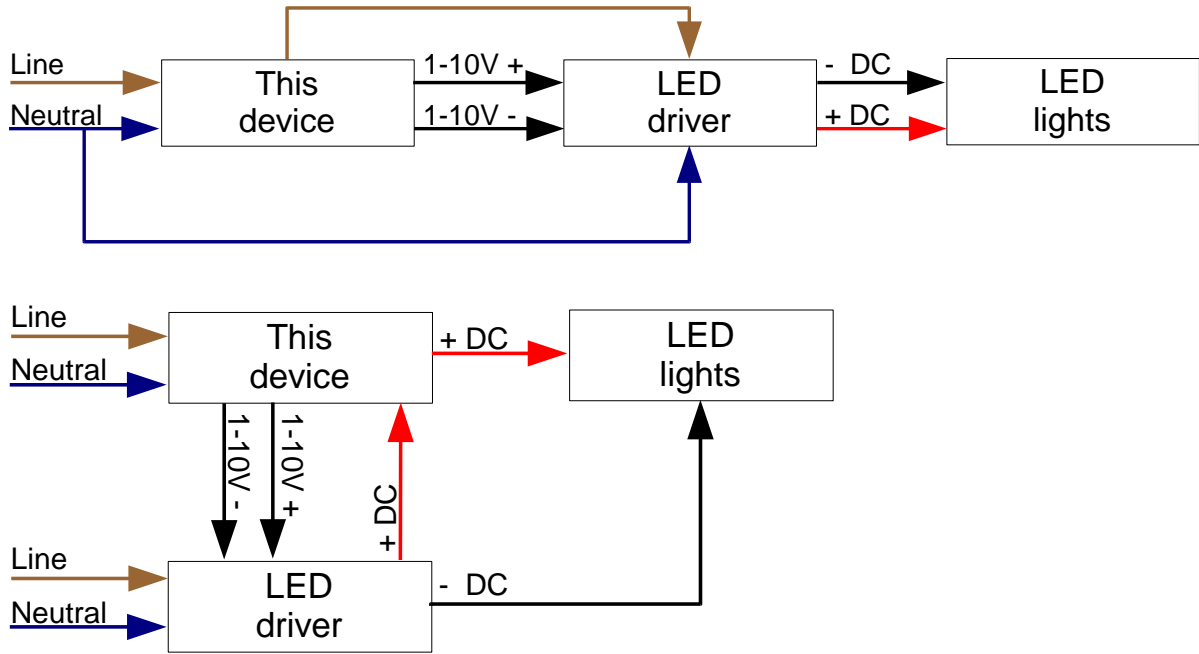 Line
Neutral
This
device
1-10V +
1-10V -
LED
driver
- DC
+ DC
LED
lights
Line
Neutral
This
device
+ DC
LED
lights
1-10V -
1-10V +
+ DC
Line
Neutral
LED
driver
- DC